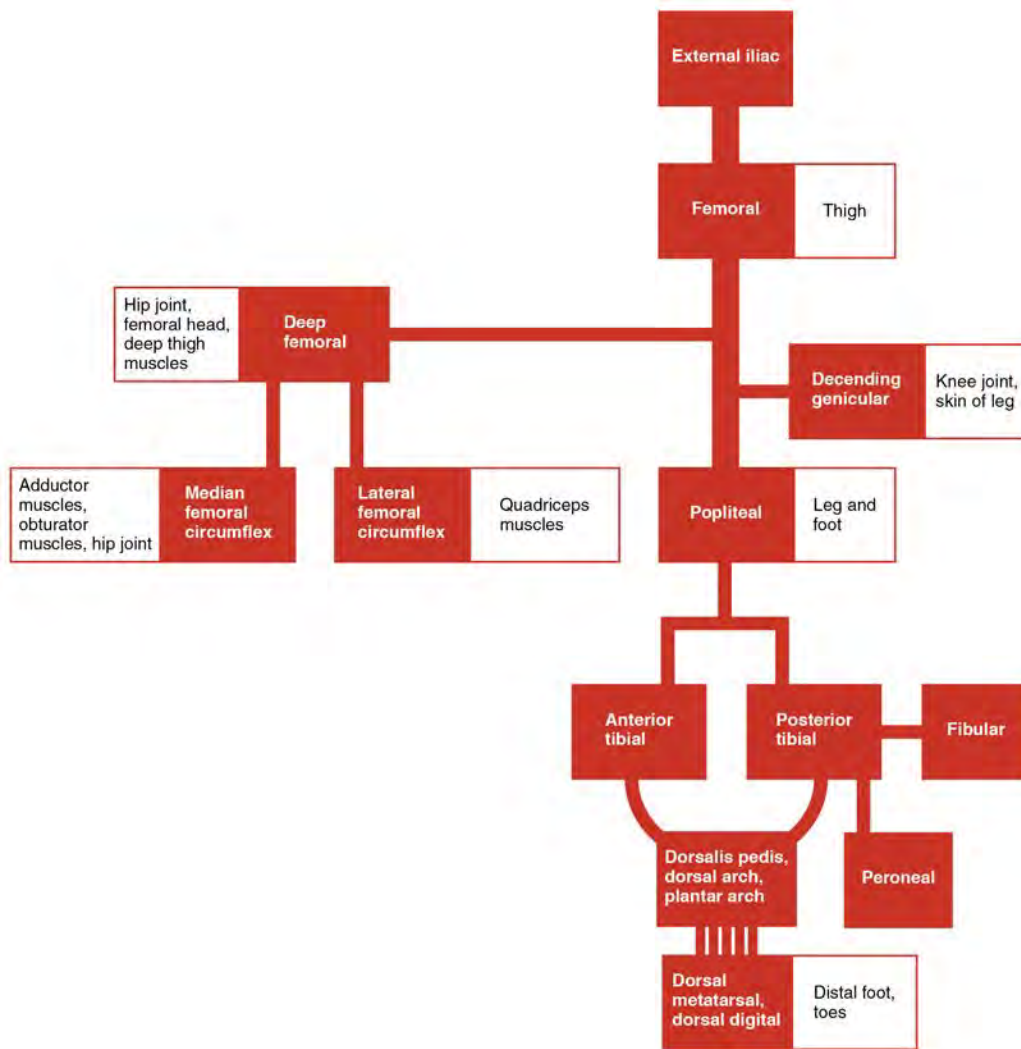 External iliac
Femoral
Thigh
Hip joint,
femoral head,
deep thigh
muscles
Deep
femoral
Decending
genicular
Knee joint,
skin of leg
Adductor
muscles,
obturator
muscles, hip joint
Median
femoral
circumflex
Lateral
femoral
circumflex
Quadriceps
muscles
Popliteal
Leg and
foot
Anterior
tibial
Posterior
tibial
Fibular
Dorsalis pedis,
dorsal arch,
plantar arch
Peroneal
Dorsal
metatarsal,
dorsal digital
Distal foot,
toes